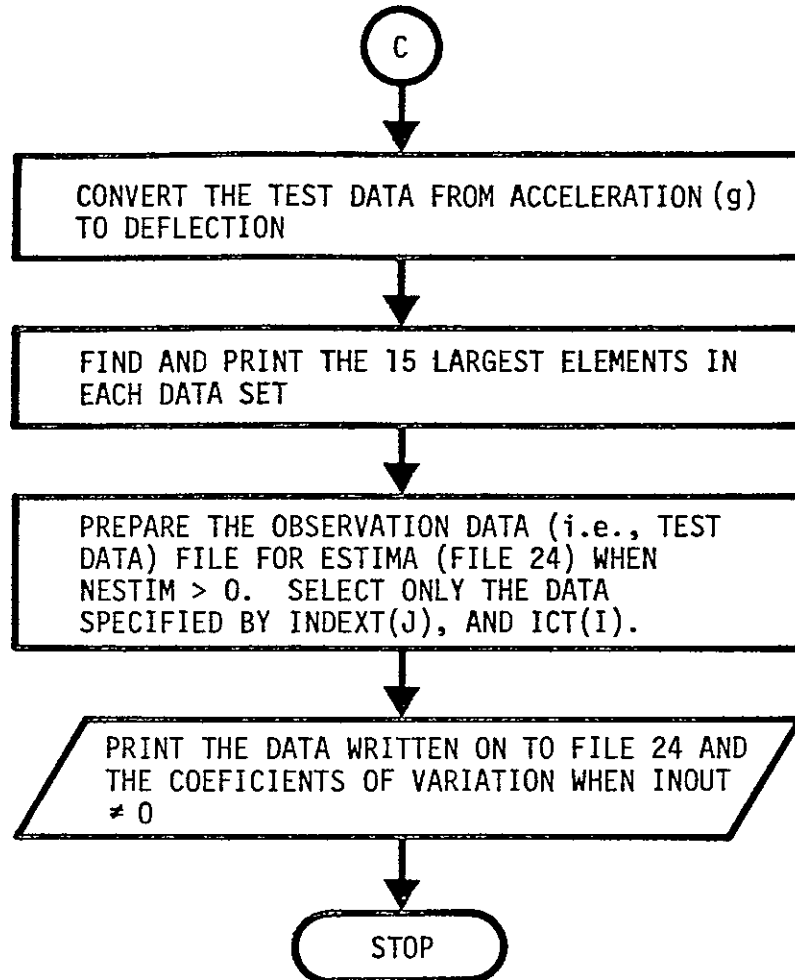 C
CONVERT THE TEST DATA FROM ACCELERATION (g)
TO DEFLECTION
FIND AND PRINT THE 15 LARGEST ELEMENTS IN
EACH DATA SET
PREPARE THE OBSERVATION DATA (i.e., TEST
DATA) FILE FOR ESTIMA (FILE 24) WHEN
NESTIM > 0. SELECT ONLY THE DATA
SPECIFIED BY INDEXT(J), AND ICT(I).
PRINT THE DATA WRITTEN ON TO FILE 24 AND
THE COEFICIENTS OF VARIATION WHEN INOUT
≠ 0
STOP